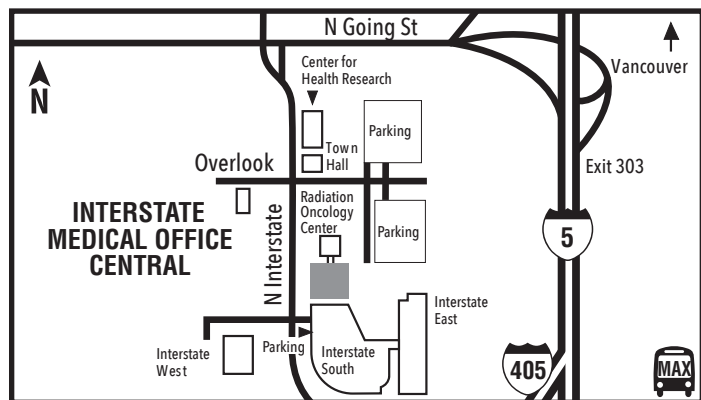 N Going St
Center for
Health Research
Vancouver
N
Parking
Town
Hall
Overlook
Exit 303
Radiation
Oncology
Center
INTERSTATE
MEDICAL OFFICE
CENTRAL
N Interstate
Parking
5
Interstate
East
Parking
Interstate
South
Interstate
West
405
MAX